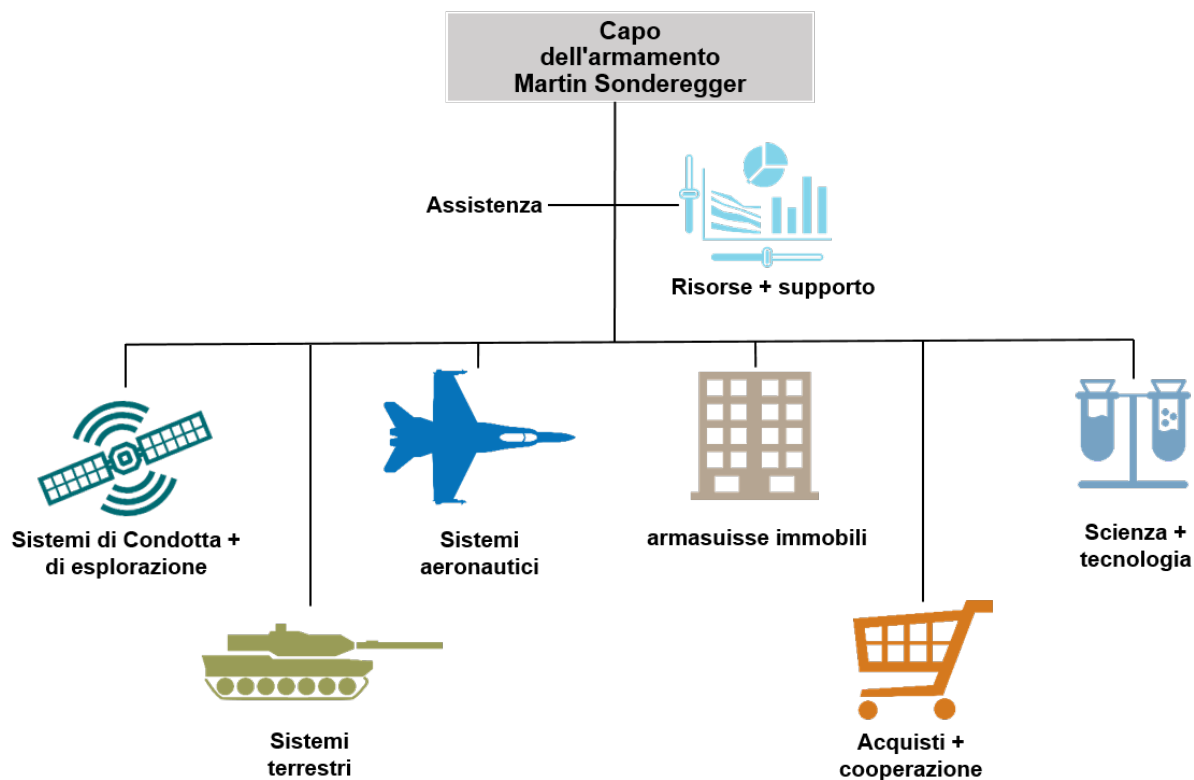 Capo
dell'armamento
Martin Sonderegger
Assistenza
Risorse + supporto
Sistemi di Condotta +
di esplorazione
Sistemi
aeronautici
armasuisse immobili
Scienza +
tecnologia
Sistemi
terrestri
Acquisti +
cooperazione